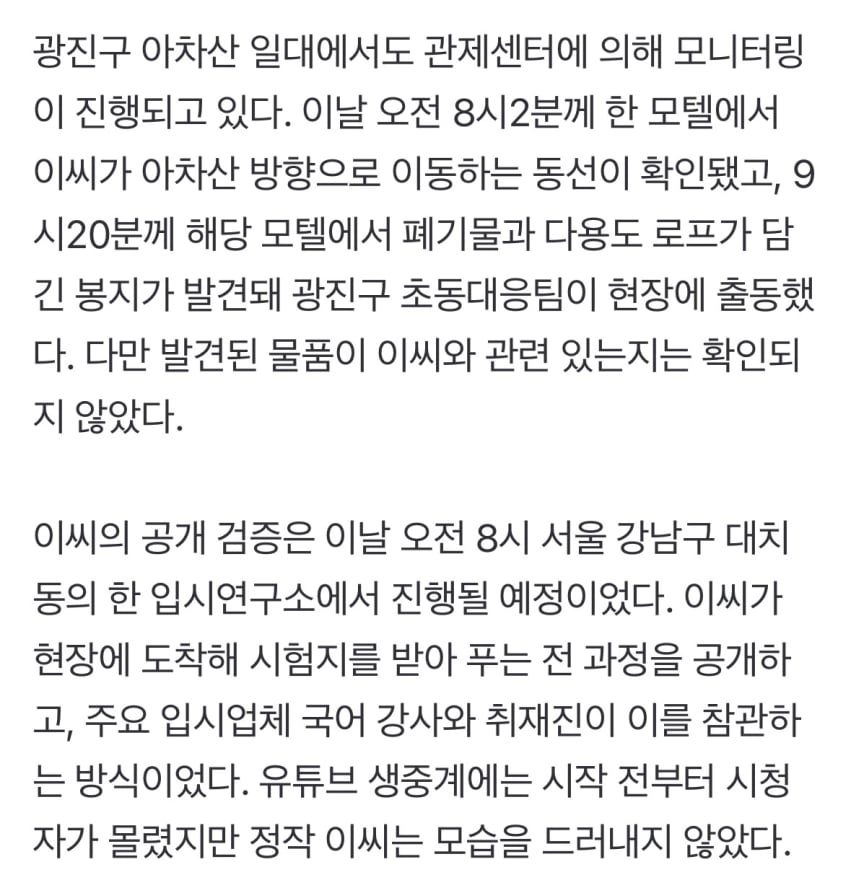 광진구 아차산 일대에서도 관제센터에 의해 모니터링
이 진행되고 있다. 이날 오전 8시2분께 한 모텔에서
이씨가 아차산 방향으로 이동하는 동선이 확인됐고, 9
시20분께 해당 모텔에서 폐기물과 다용도 로프가 담
긴 봉지가 발견돼 광진구 초동대응팀이 현장에 출동했
다. 다만 발견된 물품이 이씨와 관련 있는지는 확인되
지 않았다.
이씨의 공개 검증은 이날 오전 8시 서울 강남구 대치
동의 한 입시연구소에서 진행될 예정이었다. 이씨가
현장에 도착해 시험지를 받아 푸는 전 과정을 공개하
고, 주요 입시업체 국어 강사와 취재진이 이를 참관하
는 방식이었다. 유튜브 생중계에는 시작 전부터 시청
자가 몰렸지만 정작 이씨는 모습을 드러내지 않았다.